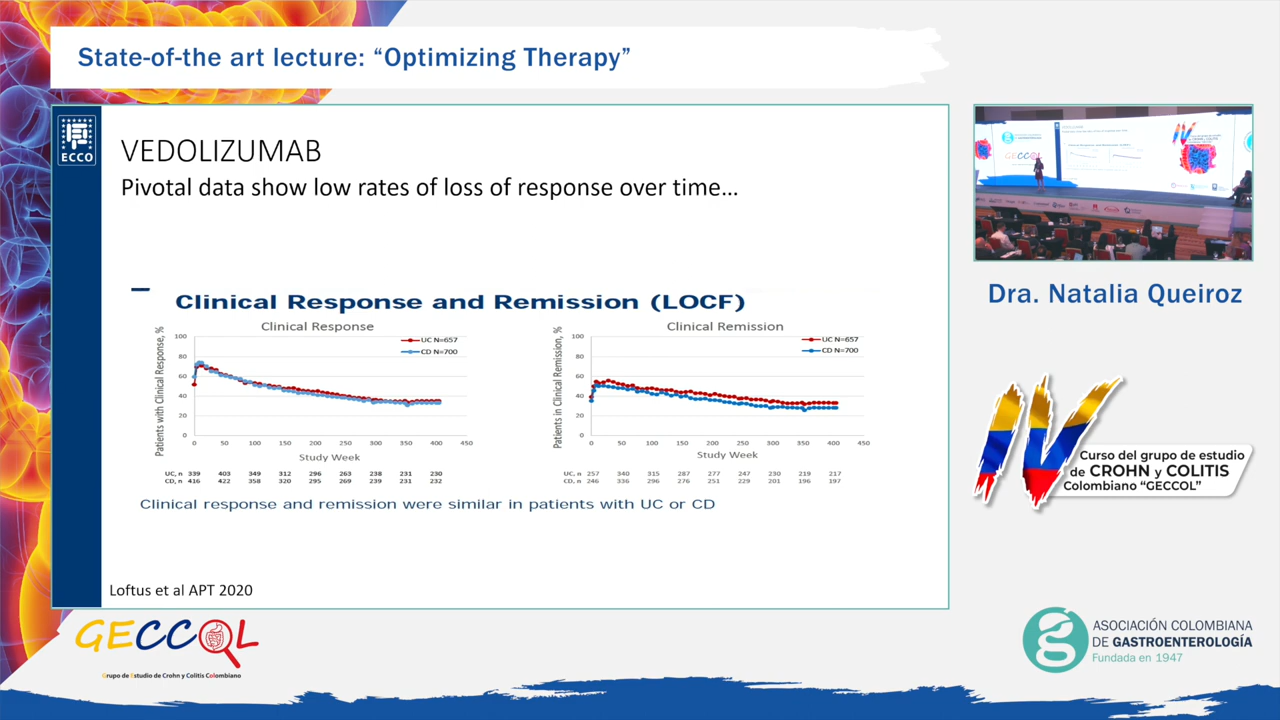 State-of-the art lecture: “Optimizing Therapy”
ECCO
VEDOLIZUMAB
Pivotal data show low rates of loss of response over time...
Clinical Response and Remission (LOCF)
Clinical Response
Patients with Clinical Response, %
100
80
60
40
20
0
UC N=657
CD N=700
0 50 100 150 200 250 300 350 400 450
Study Week
UC, n 339 403 349 312 296 263 238 231 230
CD, n 416 422 358 320 295 269 239 231 232
Clinical Remission
Patients in Clinical Remission, %
100
80
60
40
20
0
UC N=657
CD N=700
0 50 100 150 200 250 300 350 400 450
Study Week
UC, n 257 340 315 287 277 247 230 219 217
CD, n 246 336 296 276 251 229 201 196 197
Clinical response and remission were similar in patients with UC or CD
Loftus et al APT 2020
Dra. Natalia Queiroz
IV
Curso del grupo de estudio
de CROHN y COLITIS
Colombiano “GECCOL”
GECCOL
Grupo de Estudio de Crohn y Colitis Colombiano
ASOCIACIÓN COLOMBIANA
DE GASTROENTEROLOGÍA
Fundada en 1947